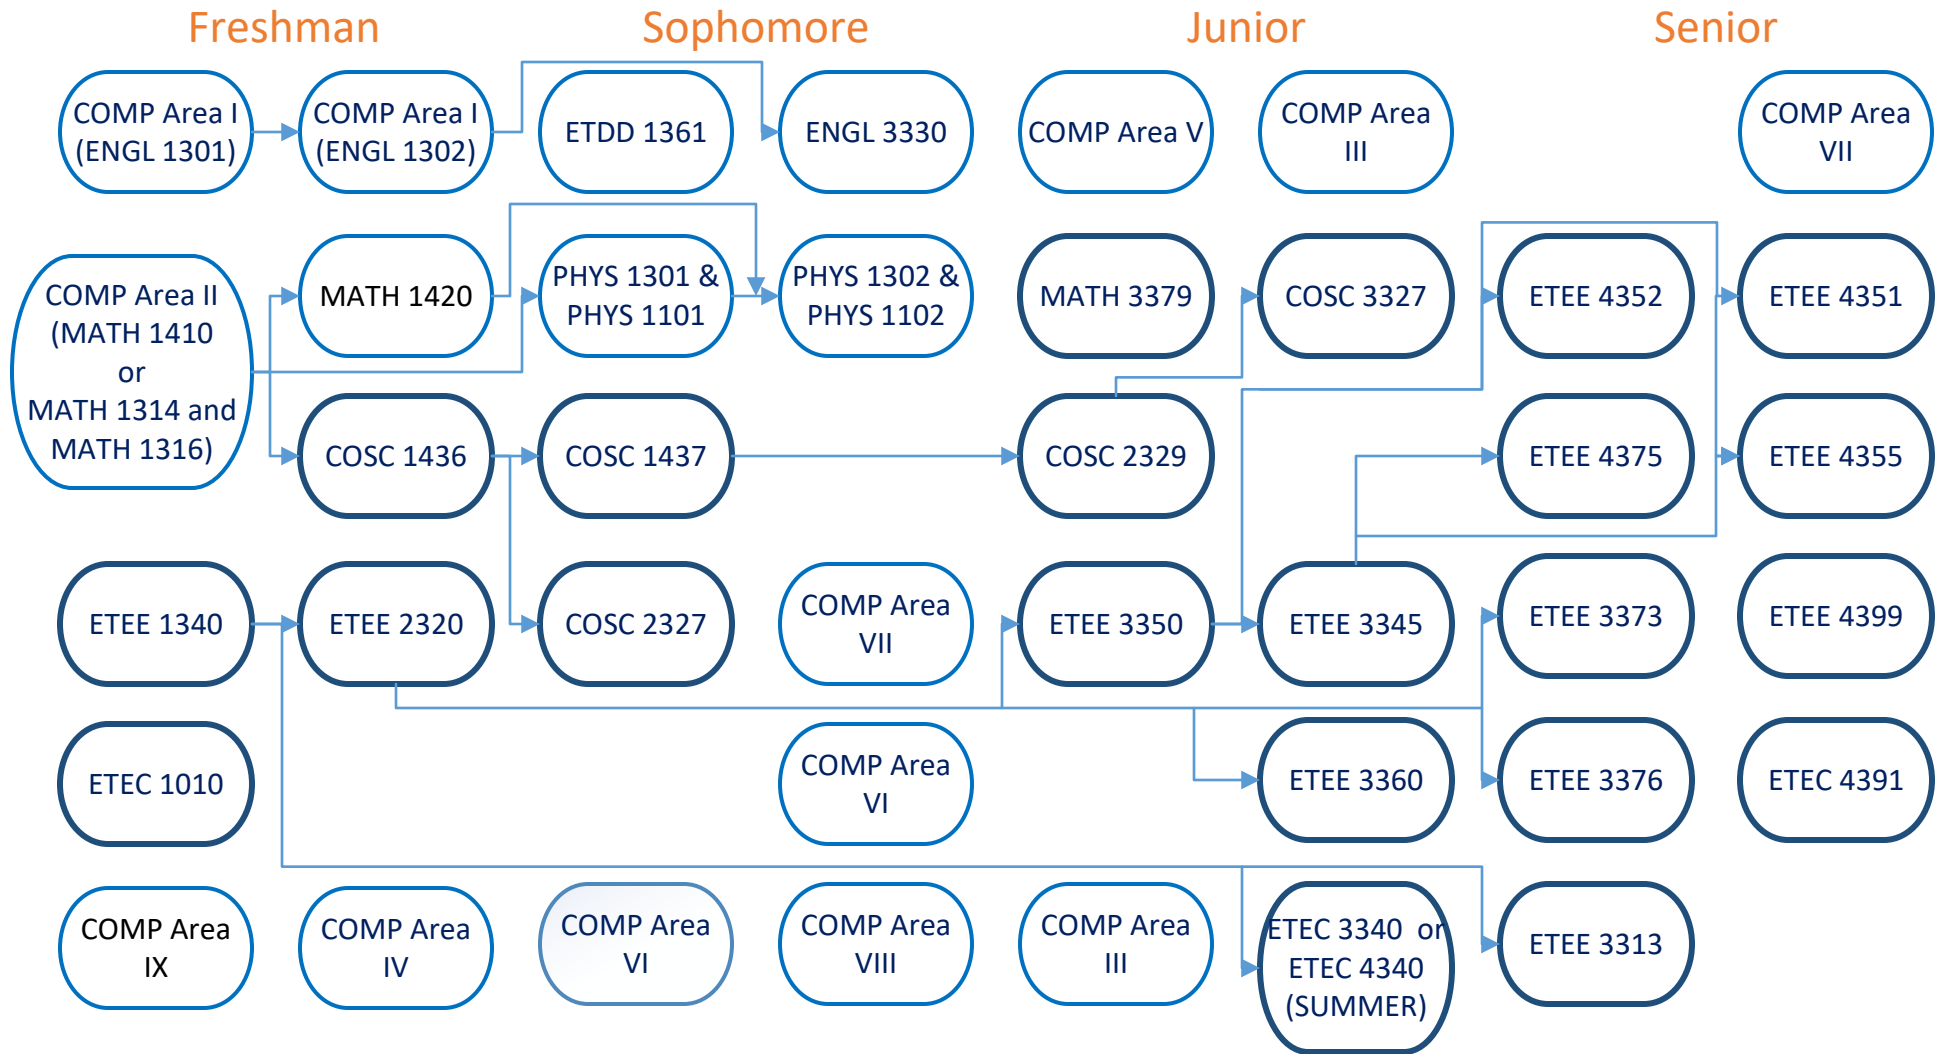 Freshman
Sophomore
Junior
Senior
COMP Area I
(ENGL 1301)
COMP Area I
(ENGL 1302)
ETDD 1361
ENGL 3330
COMP Area V
COMP Area
III
COMP Area
VII
COMP Area II
(MATH 1410
or
MATH 1314 and
MATH 1316)
MATH 1420
PHYS 1301 &
PHYS 1101
PHYS 1302 &
PHYS 1102
MATH 3379
COSC 3327
ETEE 4352
ETEE 4351
COSC 1436
COSC 1437
COSC 2329
ETEE 4375
ETEE 4355
ETEE 1340
ETEE 2320
COSC 2327
COMP Area
VII
ETEE 3350
ETEE 3345
ETEE 3373
ETEE 4399
ETEC 1010
COMP Area
VI
ETEE 3360
ETEE 3376
ETEC 4391
COMP Area
IX
COMP Area
IV
COMP Area
VI
COMP Area
VIII
COMP Area
III
ETEC 3340 or
ETEC 4340
(SUMMER)
ETEE 3313